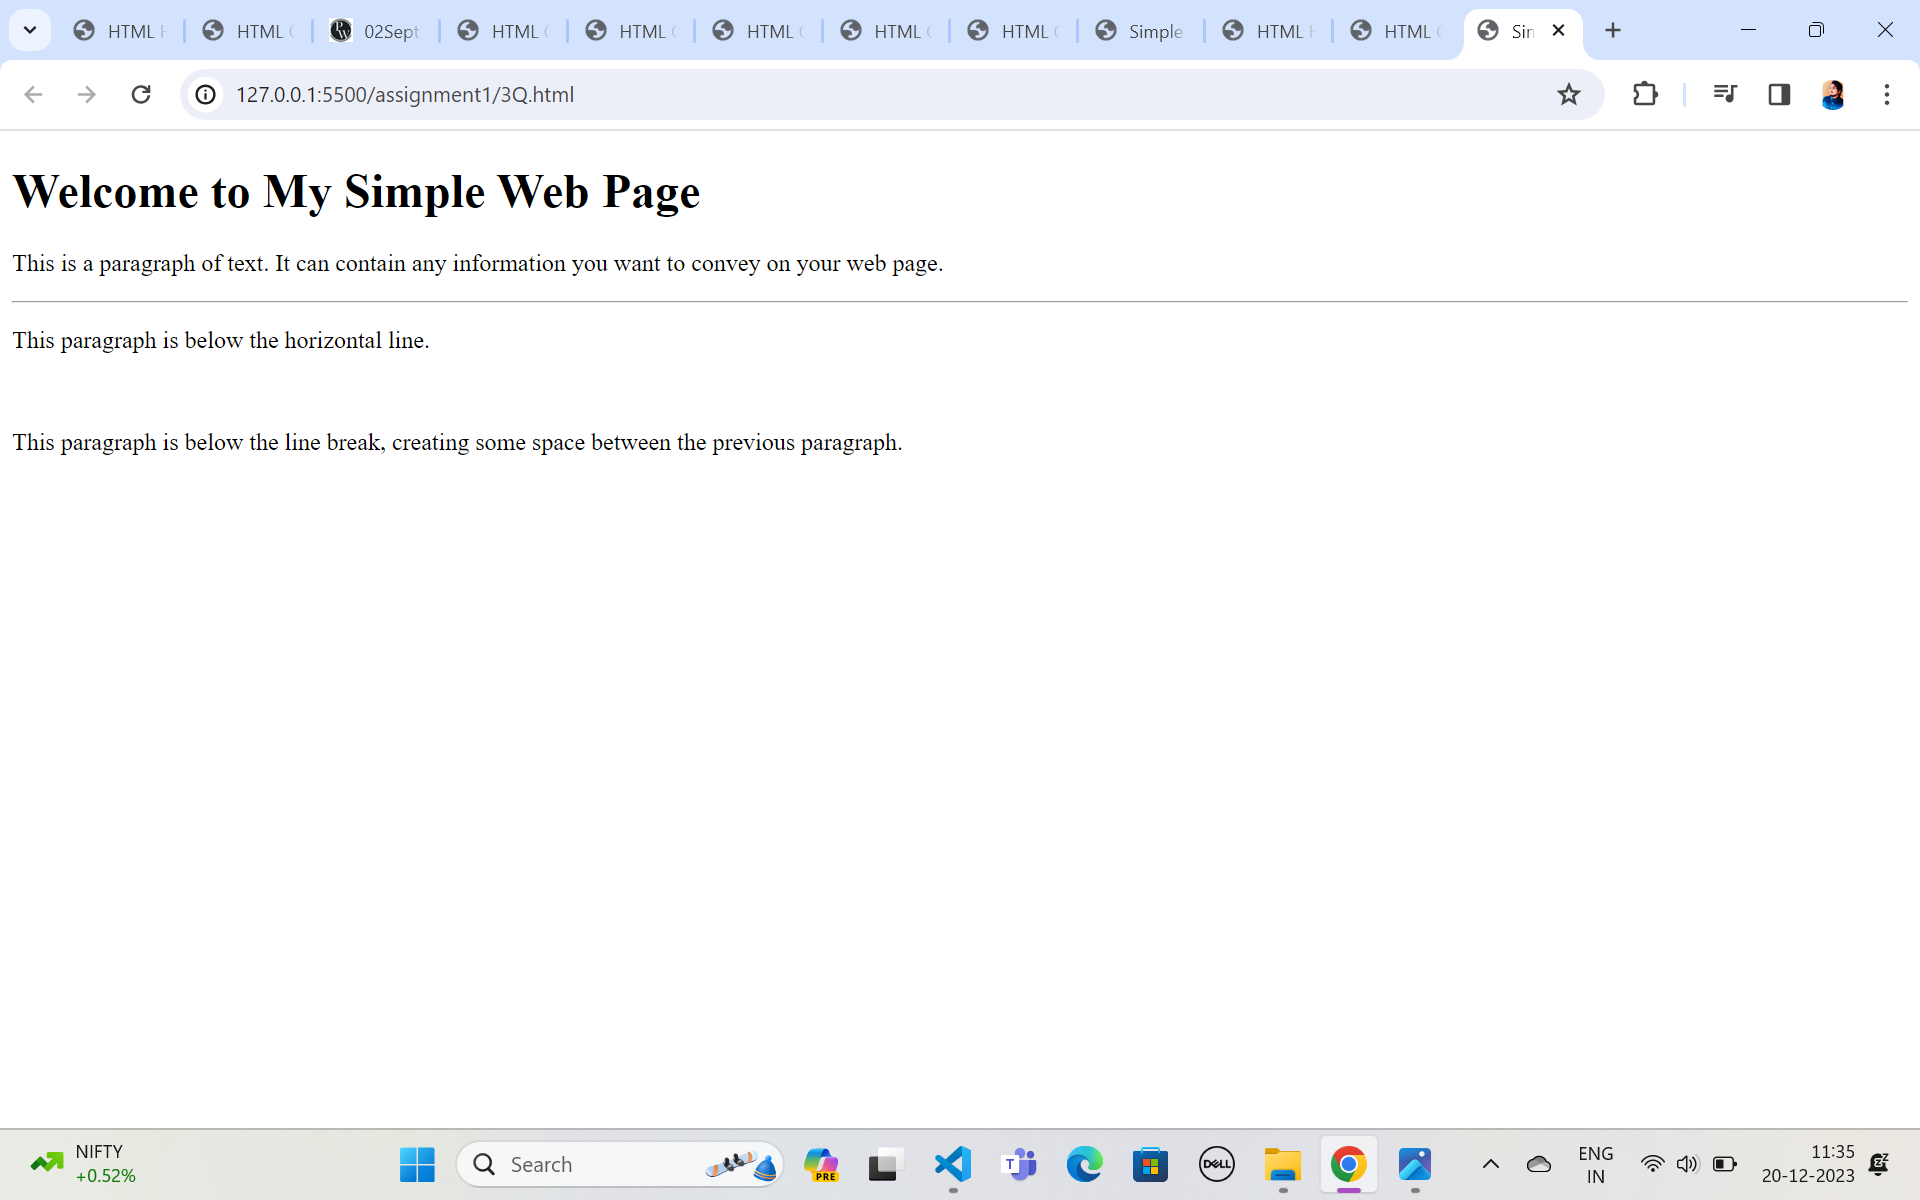 HTML
HTML
02Sept
HTML
HTML
HTML
HTML
HTML
Simple
HTML
HTML
Sin
127.0.0.1:5500/assignment1/3Q.html
Welcome to My Simple Web Page
This is a paragraph of text. It can contain any information you want to convey on your web page.
This paragraph is below the horizontal line.
This paragraph is below the line break, creating some space between the previous paragraph.
NIFTY
+0.52%
Search
PRE
T
DELL
ENG
IN
11:35
20-12-2023